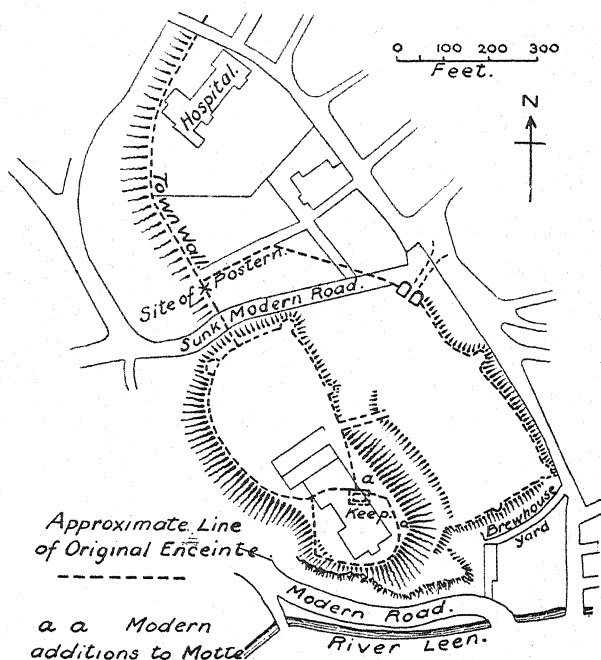 0 100 200 300
Feet.
N
Hospital.
Town Wall.
Site of Postern.
Sunk Modern Road.
a
Keep.
a
Brewhouse
yard
Approximate Line
of Original Enceinte.
a a Modern
additions to Motte
Modern Road.
River Leen.